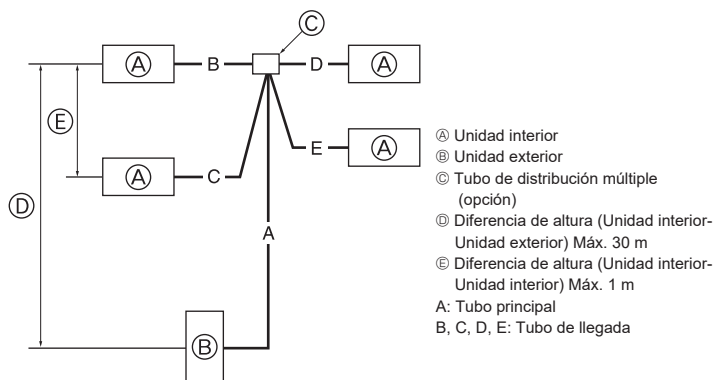 Ⓒ
Ⓐ B D Ⓐ
Ⓔ
Ⓐ C E Ⓐ
Ⓓ
A
Ⓑ
Ⓐ Unidad interior
Ⓑ Unidad exterior
Ⓒ Tubo de distribución múltiple
(opción)
Ⓓ Diferencia de altura (Unidad interior-
Unidad exterior) Máx. 30 m
Ⓔ Diferencia de altura (Unidad interior-
Unidad interior) Máx. 1 m
A: Tubo principal
B, C, D, E: Tubo de llegada